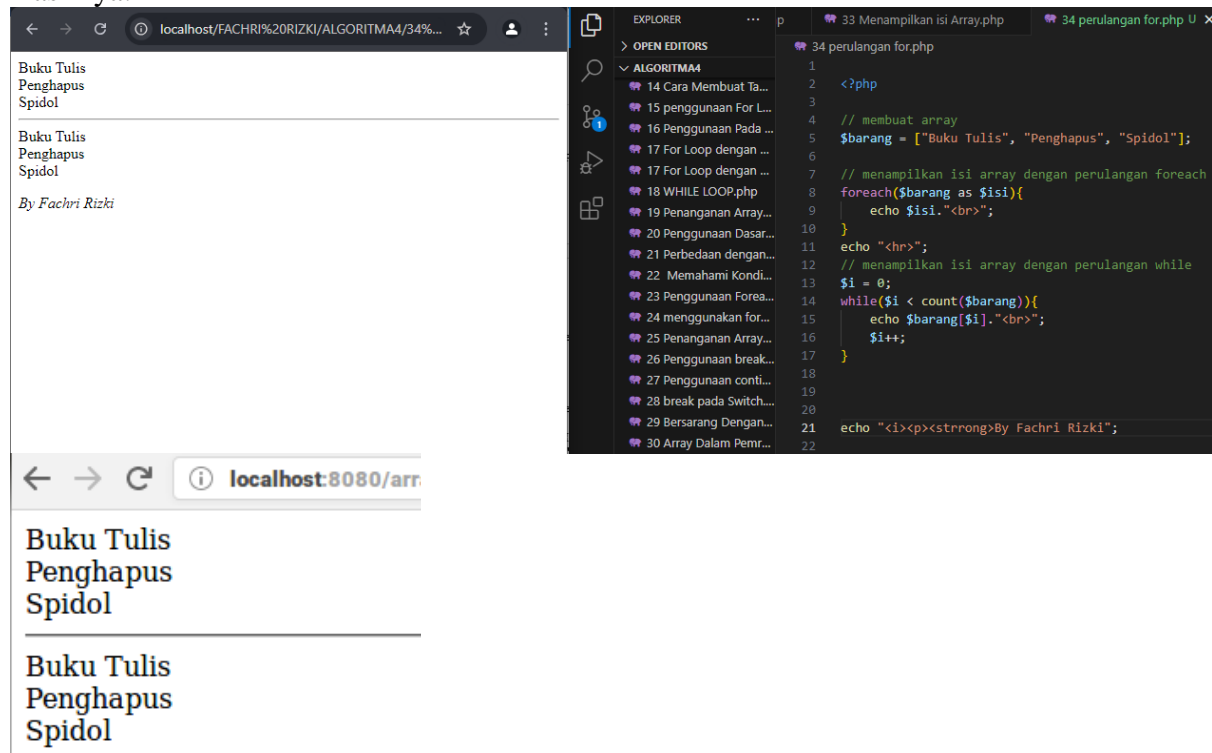 localhost/FACHRI%20RIZKI/ALGORITMA4/34%...
Buku Tulis
Penghapus
Spidol
Buku Tulis
Penghapus
Spidol
By Fachri Rizki
EXPLORER
OPEN EDITORS
ALGORITMA4
14 Cara Membuat Ta...
15 penggunaan For L...
16 Penggunaan Pada ...
17 For Loop dengan ...
17 For Loop dengan ...
18 WHILE LOOP.php
19 Penanganan Array...
20 Penggunaan Dasar...
21 Perbedaan dengan...
22 Memahami Kondi...
23 Penggunaan Forea...
24 menggunakan for...
25 Penanganan Array...
26 Penggunaan break...
27 Penggunaan conti...
28 break pada Switch....
29 Bersarang Dengan...
30 Array Dalam Pemr...
1
p 33 Menampilkan isi Array.php 34 perulangan for.php U
34 perulangan for.php
1
2 <?php
3
4 // membuat array
5 $barang = ["Buku Tulis", "Penghapus", "Spidol"];
6
7 // menampilkan isi array dengan perulangan foreach
8 foreach($barang as $isi){
9 echo $isi."<br>";
10 }
11 echo "<hr>";
12 // menampilkan isi array dengan perulangan while
13 $i = 0;
14 while($i < count($barang)){
15 echo $barang[$i]."<br>";
16 $i++;
17 }
18
19
20
21 echo "<i><p><strrong>By Fachri Rizki";
22
localhost:8080/arr
Buku Tulis
Penghapus
Spidol
Buku Tulis
Penghapus
Spidol